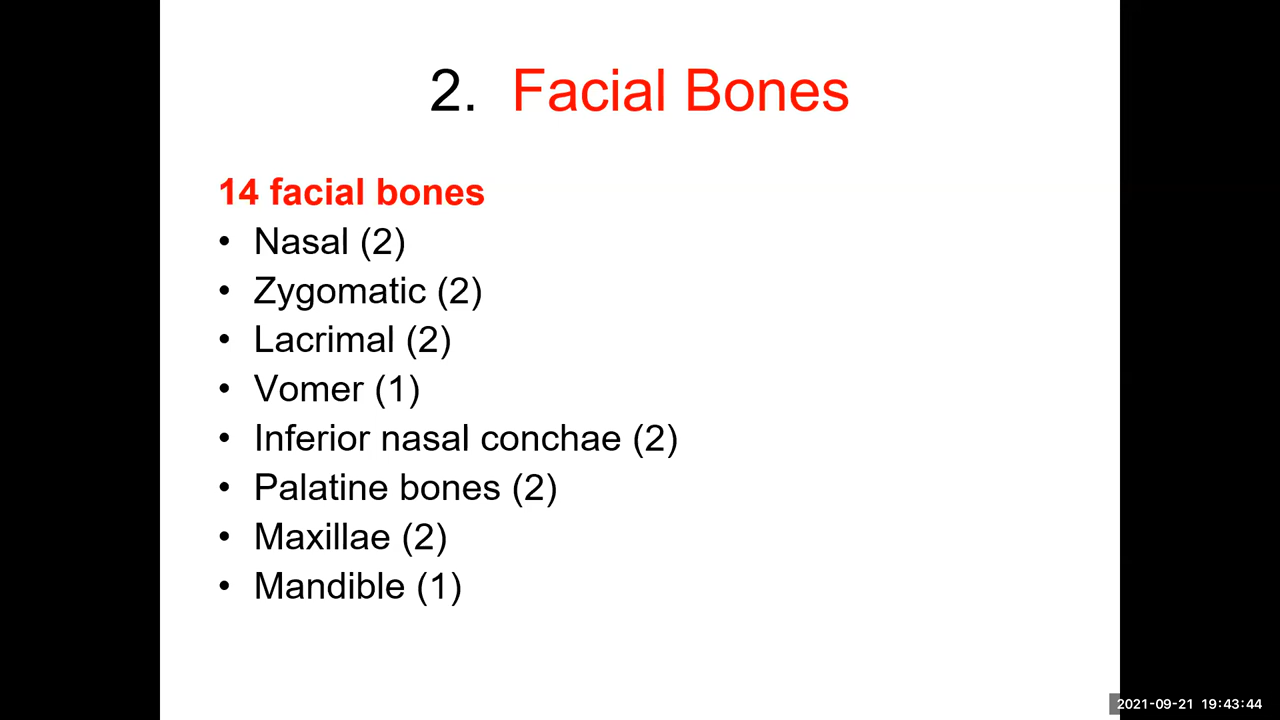 2. Facial Bones
14 facial bones
• Nasal (2)
• Zygomatic (2)
• Lacrimal (2)
• Vomer (1)
• Inferior nasal conchae (2)
• Palatine bones (2)
• Maxillae (2)
• Mandible (1)
2021-09-21 19:43:44